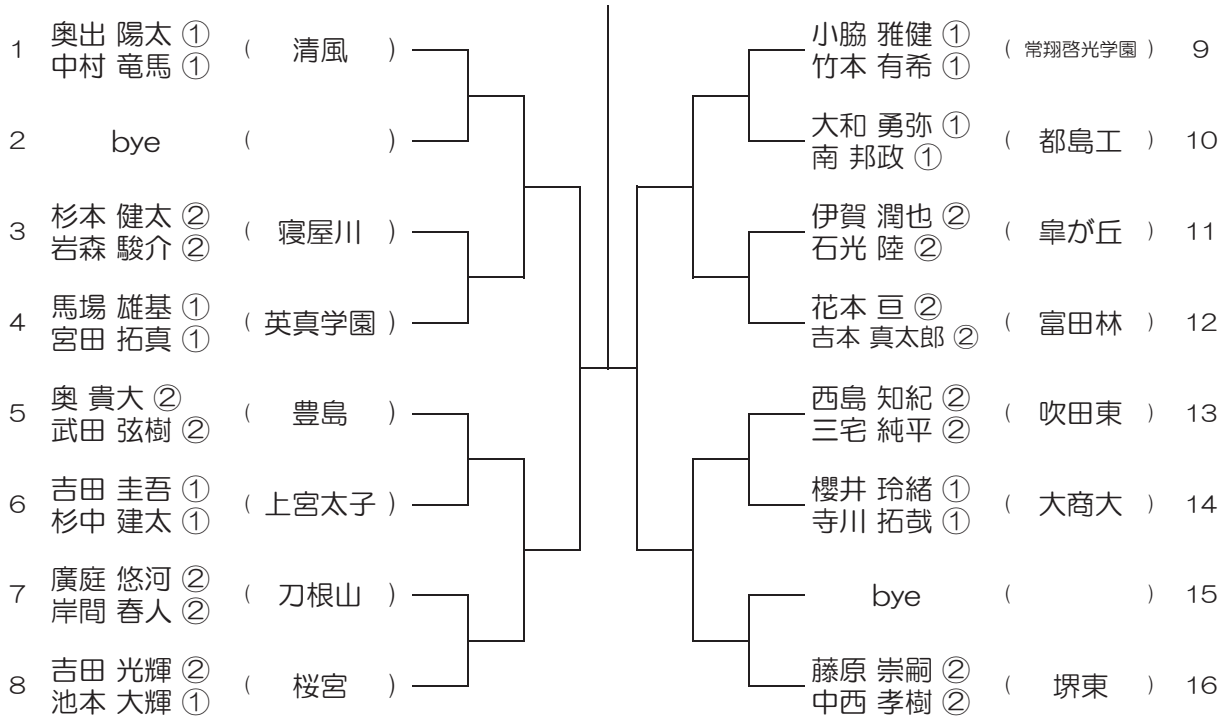 1 奥出 陽太 ① ( 清風 )
中村 竜馬 ①
2 bye ( )
3 杉本 健太 ② ( 寝屋川 )
岩森 駿介 ②
4 馬場 雄基 ① ( 英真学園 )
宮田 拓真 ①
5 奥 貴大 ② ( 豊島 )
武田 弦樹 ②
6 吉田 圭吾 ① ( 上宮太子 )
杉中 建太 ①
7 廣庭 悠河 ② ( 刀根山 )
岸間 春人 ②
8 吉田 光輝 ② ( 桜宮 )
池本 大輝 ①
小脇 雅健 ① ( 常翔啓光学園 ) 9
竹本 有希 ①
大和 勇弥 ① ( 都島工 ) 10
南 邦政 ①
伊賀 潤也 ② ( 皐が丘 ) 11
石光 陸 ②
花本 亘 ② ( 富田林 ) 12
吉本 真太郎 ②
西島 知紀 ② ( 吹田東 ) 13
三宅 純平 ②
櫻井 玲緒 ① ( 大商大 ) 14
寺川 拓哉 ①
bye ( ) 15
藤原 崇嗣 ② ( 堺東 ) 16
中西 孝樹 ②